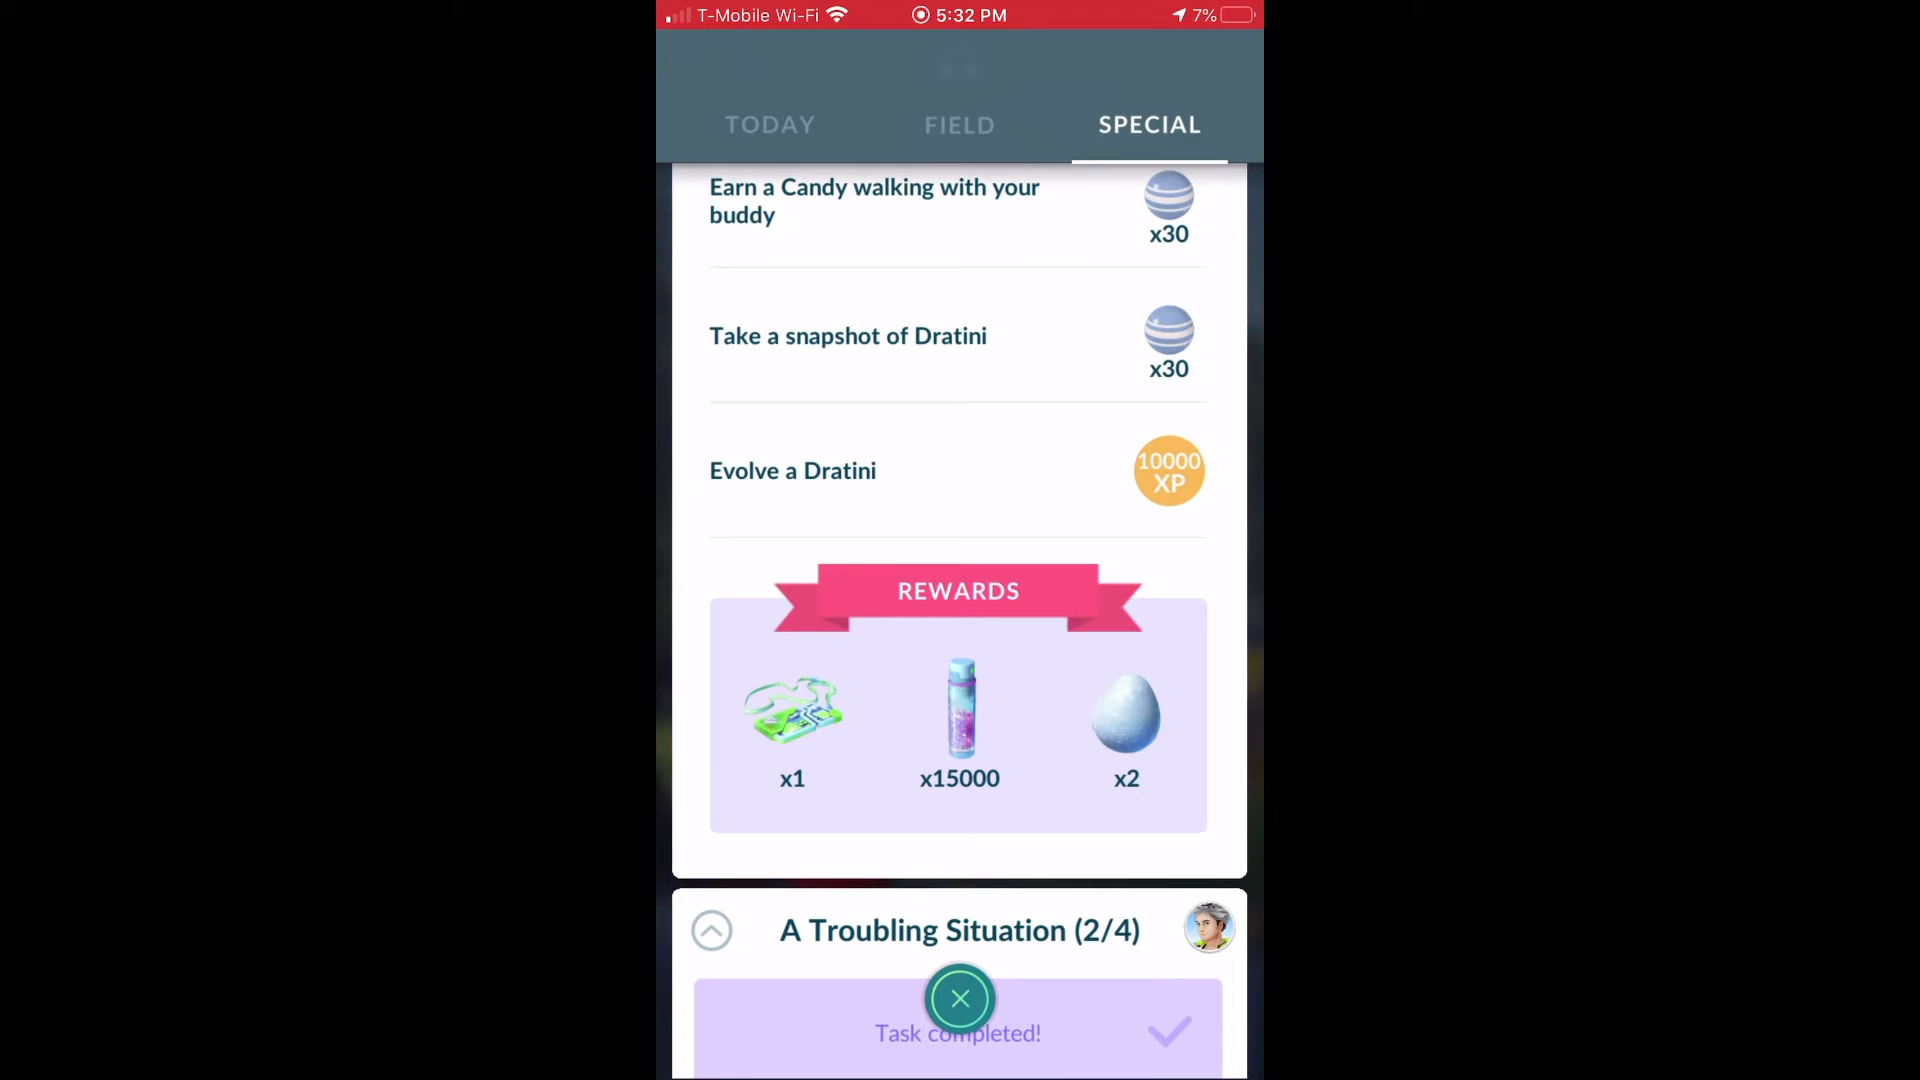 T-Mobile Wi-Fi 5:32 PM 7%
TODAY FIELD SPECIAL
Earn a Candy walking with your
buddy
x30
Take a snapshot of Dratini
x30
Evolve a Dratini
10000
XP
REWARDS
x1 x15000 x2
A Troubling Situation (2/4)
Task completed!